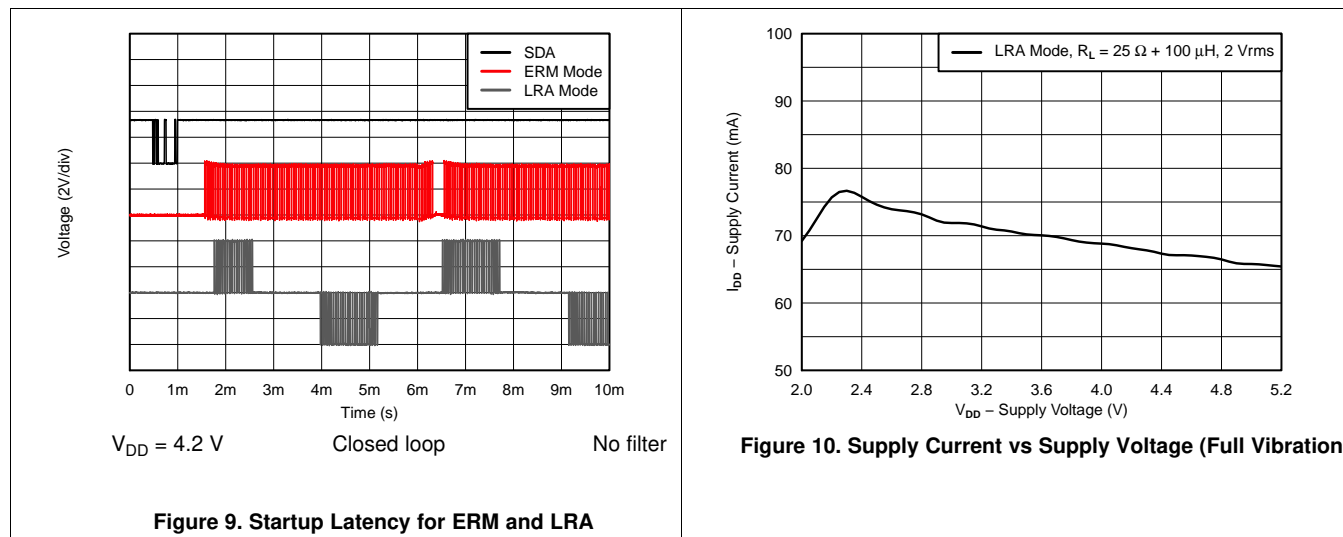 SDA
ERM Mode
LRA Mode
Voltage (2V/div)
0 1m 2m 3m 4m 5m 6m 7m 8m 9m 10m
Time (s)
V_DD = 4.2 V Closed loop No filter
Figure 9. Startup Latency for ERM and LRA
100
90
80
70
60
50
LRA Mode, R_L = 25 Ω + 100 μH, 2 Vrms
I_DD – Supply Current (mA)
2.0 2.4 2.8 3.2 3.6 4.0 4.4 4.8 5.2
V_DD – Supply Voltage (V)
Figure 10. Supply Current vs Supply Voltage (Full Vibration